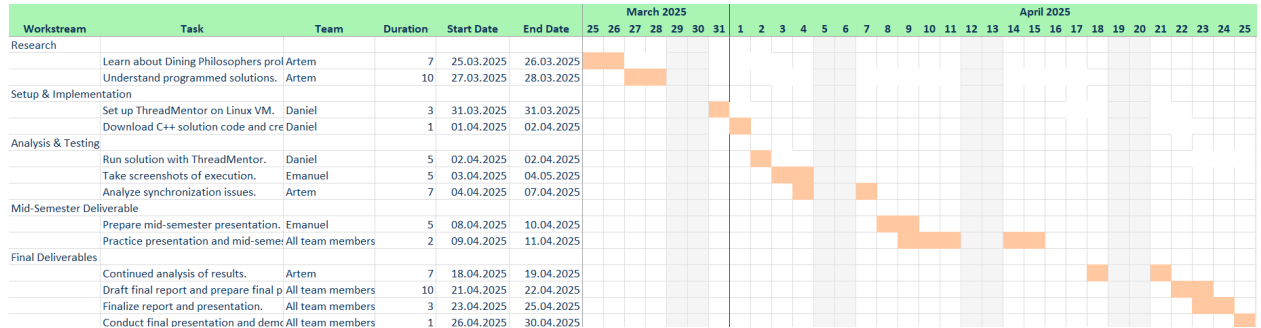 March 2025 April 2025
Workstream Task Team Duration Start Date End Date 25 26 27 28 29 30 31 1 2 3 4 5 6 7 8 9 10 11 12 13 14 15 16 17 18 19 20 21 22 23 24 25
Research
Learn about Dining Philosophers prol Artem 7 25.03.2025 26.03.2025
Understand programmed solutions. Artem 10 27.03.2025 28.03.2025
Setup & Implementation
Set up ThreadMentor on Linux VM. Daniel 3 31.03.2025 31.03.2025
Download C++ solution code and cre Daniel 1 01.04.2025 02.04.2025
Analysis & Testing
Run solution with ThreadMentor. Daniel 5 02.04.2025 02.04.2025
Take screenshots of execution. Emanuel 5 03.04.2025 04.05.2025
Analyze synchronization issues. Artem 7 04.04.2025 07.04.2025
Mid-Semester Deliverable
Prepare mid-semester presentation. Emanuel 5 08.04.2025 10.04.2025
Practice presentation and mid-semes All team members 2 09.04.2025 11.04.2025
Final Deliverables
Continued analysis of results. Artem 7 18.04.2025 19.04.2025
Draft final report and prepare final p All team members 10 21.04.2025 22.04.2025
Finalize report and presentation. All team members 3 23.04.2025 25.04.2025
Conduct final presentation and demo All team members 1 26.04.2025 30.04.2025